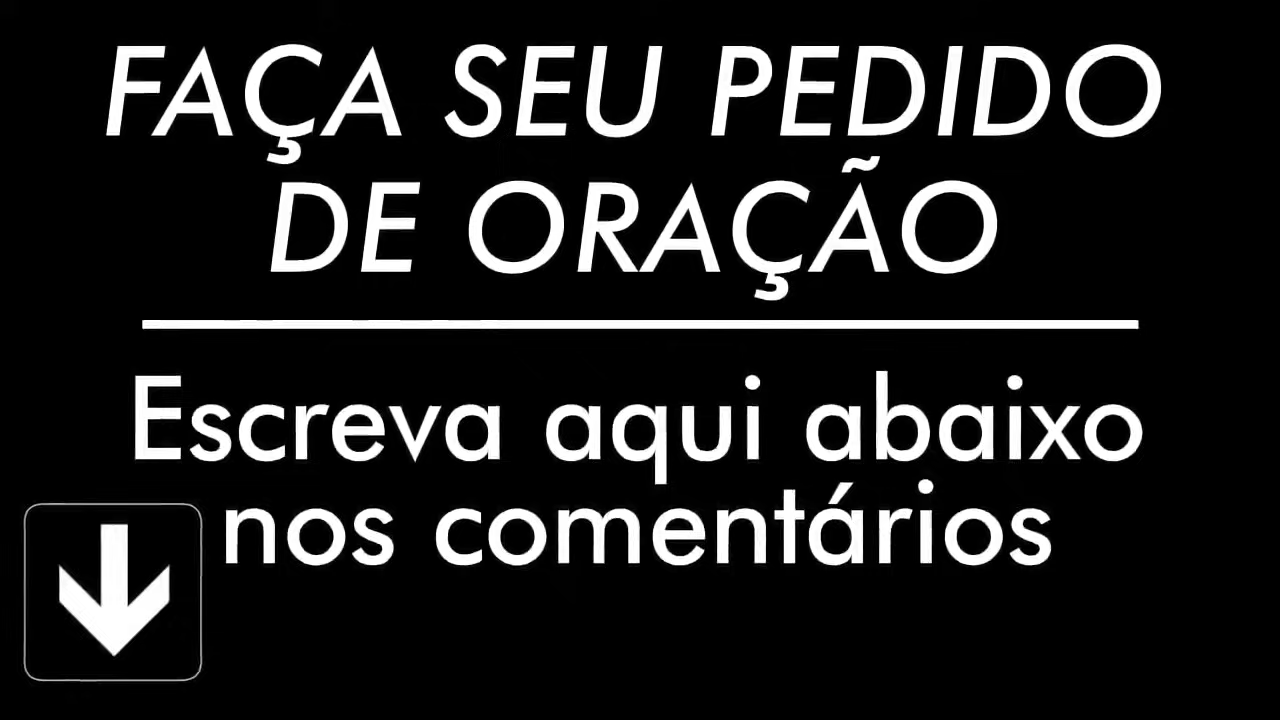 FAÇA SEU PEDIDO
DE ORAÇÃO
Escreva aqui abaixo
nos comentários